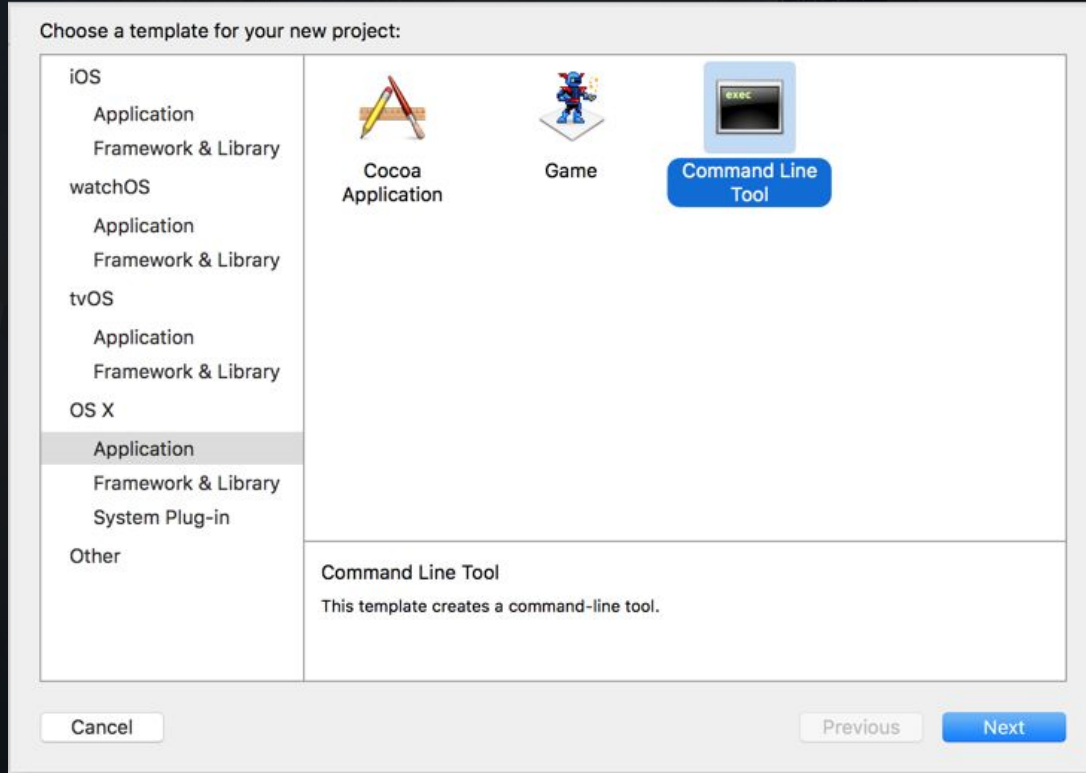 Choose a template for your new project:
iOS
Application
Framework & Library
watchOS
Application
Framework & Library
tvOS
Application
Framework & Library
OS X
Application
Framework & Library
System Plug-in
Other
Cocoa
Application
Game
exec
Command Line
Tool
Command Line Tool
This template creates a command-line tool.
Cancel
Previous
Next